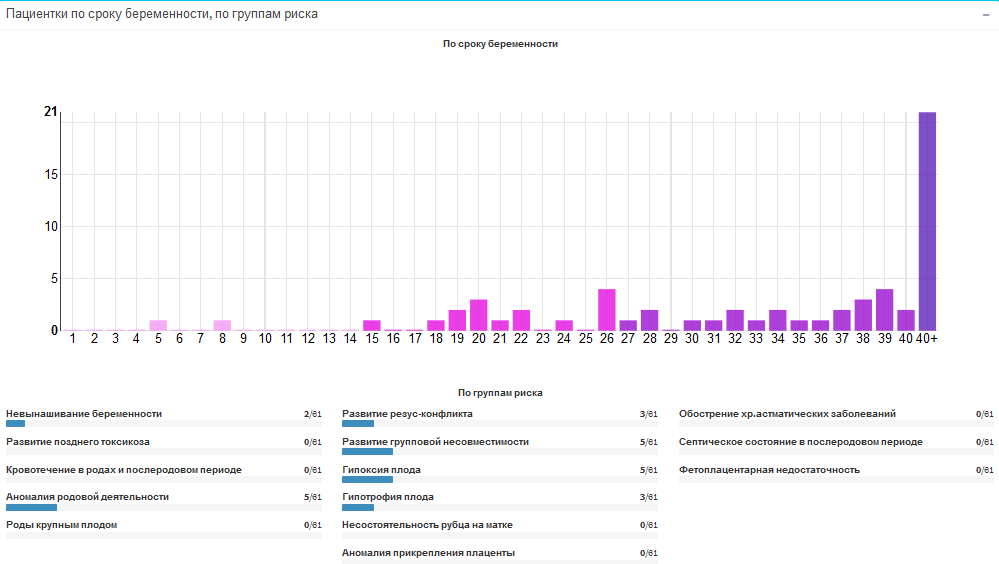 Пациентки по сроку беременности, по группам риска
По сроку беременности
21
15
10
5
0
1 2 3 4 5 6 7 8 9 10 11 12 13 14 15 16 17 18 19 20 21 22 23 24 25 26 27 28 29 30 31 32 33 34 35 36 37 38 39 40 40+
По группам риска
Невынашивание беременности 2/61
Развитие позднего токсикоза 0/61
Кровотечение в родах и послеродовом периоде 0/61
Аномалия родовой деятельности 5/61
Роды крупным плодом 0/61
Развитие резус-конфликта 3/61
Развитие групповой несовместимости 5/61
Гипоксия плода 5/61
Гипотрофия плода 3/61
Несостоятельность рубца на матке 0/61
Аномалия прикрепления плаценты 0/61
Обострение хр.астматических заболеваний 0/61
Септическое состояние в послеродовом периоде 0/61
Фетоплацентарная недостаточность 0/61